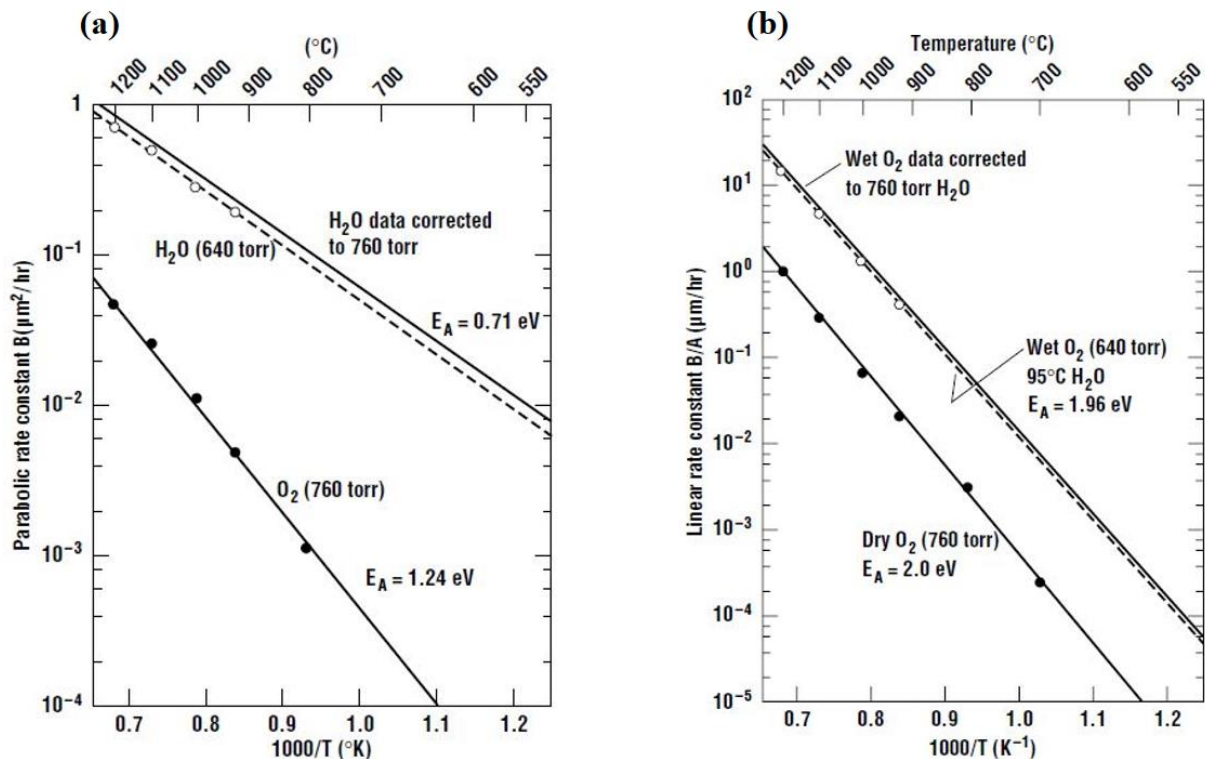 (a)
(°C)
1200
1100
1000
900
800
700
600
550
1
10⁻¹
10⁻²
10⁻³
10⁻⁴
Parabolic rate constant B(μm²/hr)
H₂O data corrected
to 760 torr
H₂O (640 torr)
E_A = 0.71 eV
O₂ (760 torr)
E_A = 1.24 eV
0.7 0.8 0.9 1.0 1.1 1.2
1000/T (°K)
(b)
Temperature (°C)
1200
1100
1000
900
800
700
600
550
10²
10¹
10⁰
10⁻¹
10⁻²
10⁻³
10⁻⁴
10⁻⁵
Linear rate constant B/A (μm/hr)
Wet O₂ data corrected
to 760 torr H₂O
Wet O₂ (640 torr)
95°C H₂O
E_A = 1.96 eV
Dry O₂ (760 torr)
E_A = 2.0 eV
0.7 0.8 0.9 1.0 1.1 1.2
1000/T (K⁻¹)